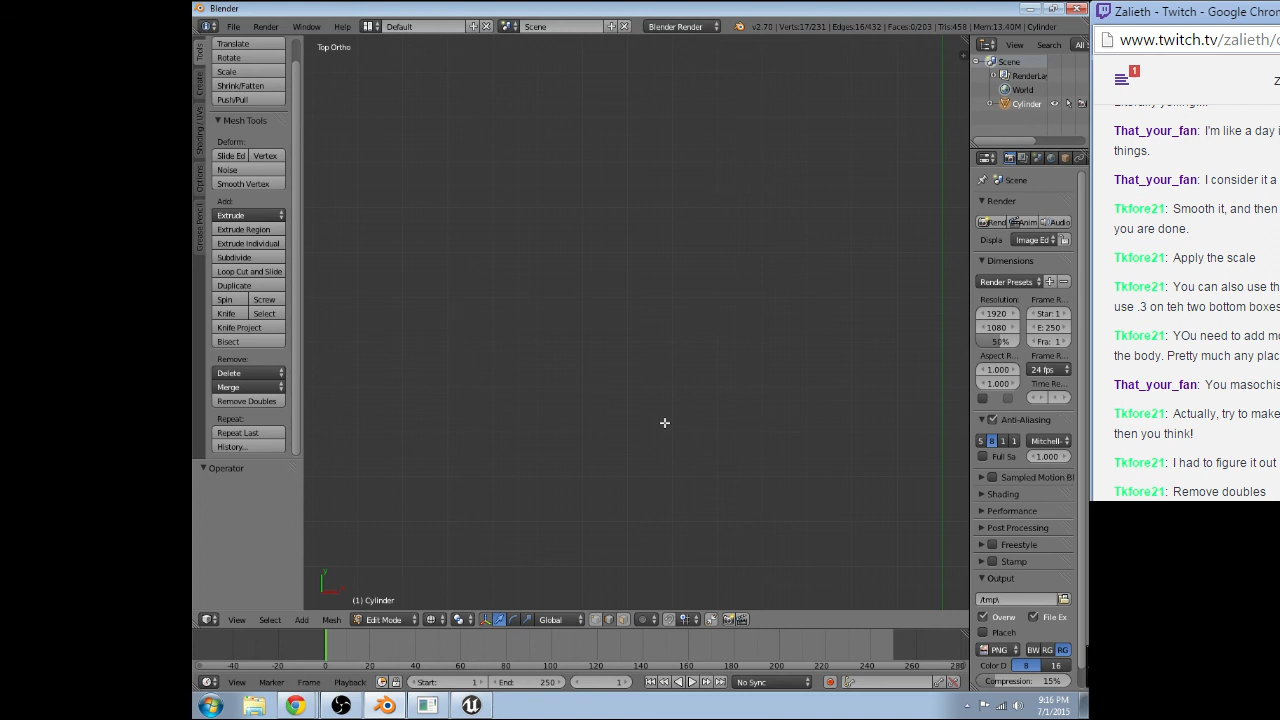 Blender
File Render Window Help Default Scene Blender Render v2.70 | Verts:17/231 | Edges:16/432 | Faces:0/203 | Tris:458 | Mem:13.40M | Cylinder
Translate
Rotate
Scale
Shrink/Fatten
Push/Pull
Mesh Tools
Deform:
Slide Ed Vertex
Noise
Smooth Vertex
Add:
Extrude
Extrude Region
Extrude Individual
Subdivide
Loop Cut and Slide
Duplicate
Spin Screw
Knife Select
Knife Project
Bisect
Remove:
Delete
Merge
Remove Doubles
Repeat:
Repeat Last
History...
Operator
Tools
Create
Shading / UVs
Options
Grease Pencil
Top Ortho
y
(1) Cylinder
View Select Add Mesh Edit Mode Global
-40 -20 0 20 40 60 80 100 120 140 160 180 200 220 240 260 280
View Marker Frame Playback Start: 1 End: 250 1 No Sync
View Search All S
Scene
RenderLay
World
Cylinder
Scene
Render
Rend Anim Audio
Displa Image Ed
Dimensions
Render Presets
Resolution: Frame R...
1920 Star: 1
1080 E: 250
50% Fra: 1
Aspect R... Frame R...
1.000 24 fps
1.000 Time Re...
Anti-Aliasing
5 8 1 1 Mitchell-
Full Sa 1.000
Sampled Motion Bl
Shading
Performance
Post Processing
Freestyle
Stamp
Output
/tmp\
Overw File Ex
Placeh
PNG BW RG RG
Color D 8 16
Compression: 15%
Zalieth - Twitch - Google Chro
www.twitch.tv/zalieth/
1
Z
That_your_fan: I'm like a day i
things.
That_your_fan: I consider it a
Tkfore21: Smooth it, and then
you are done.
Tkfore21: Apply the scale
Tkfore21: You can also use th
use .3 on teh two bottom boxes
Tkfore21: YOu need to add mo
the body. Pretty much any plac
That_your_fan: You masochis
Tkfore21: Actually, try to make
then you think!
Tkfore21: I had to figure it out
Tkfore21: Remove doubles
9:16 PM
7/1/2015